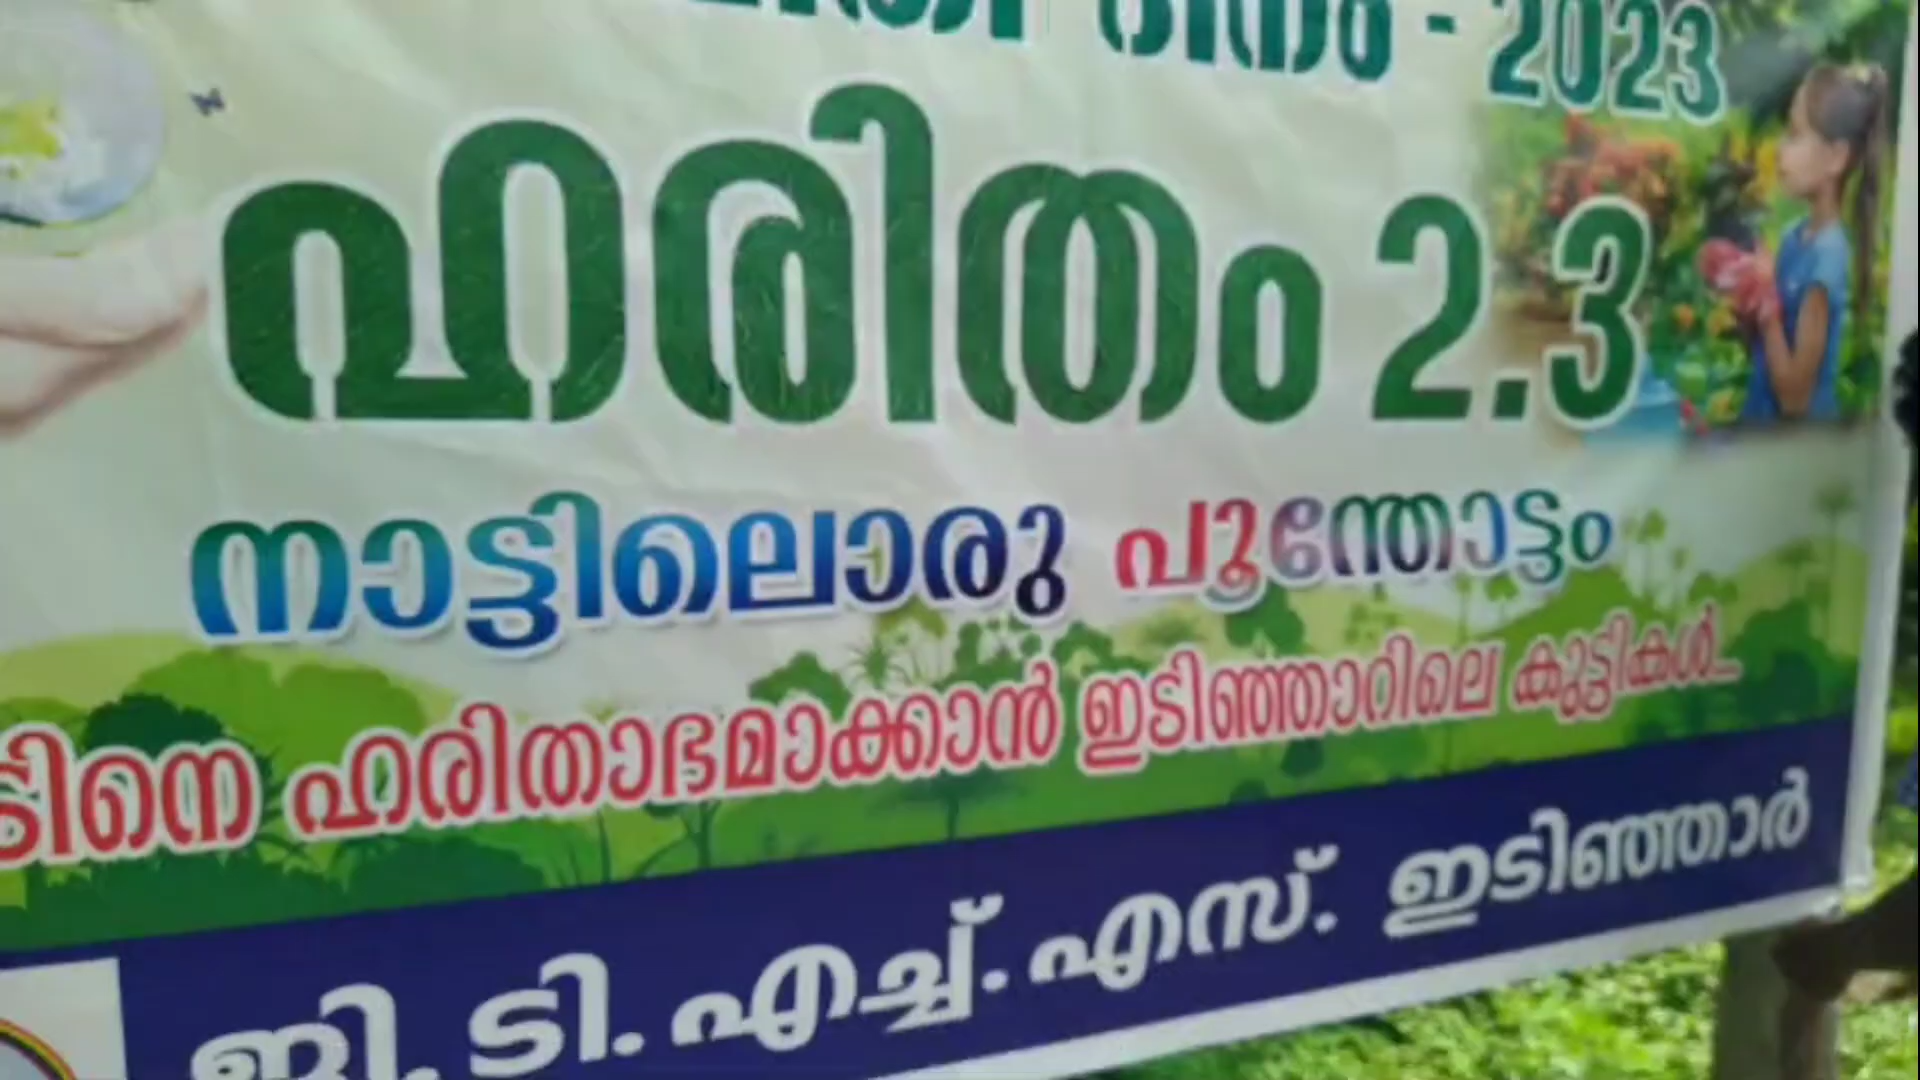 ദിനം - 2023
ഹരിതം 2.3
നാട്ടിലൊരു പൂന്തോട്ടം
ഹരിതാഭമാക്കാൻ ഇടിഞ്ഞാറിലെ കുട്ടികൾ...
ജി.ടി.എച്ച്.എസ്. ഇടിഞ്ഞാർ